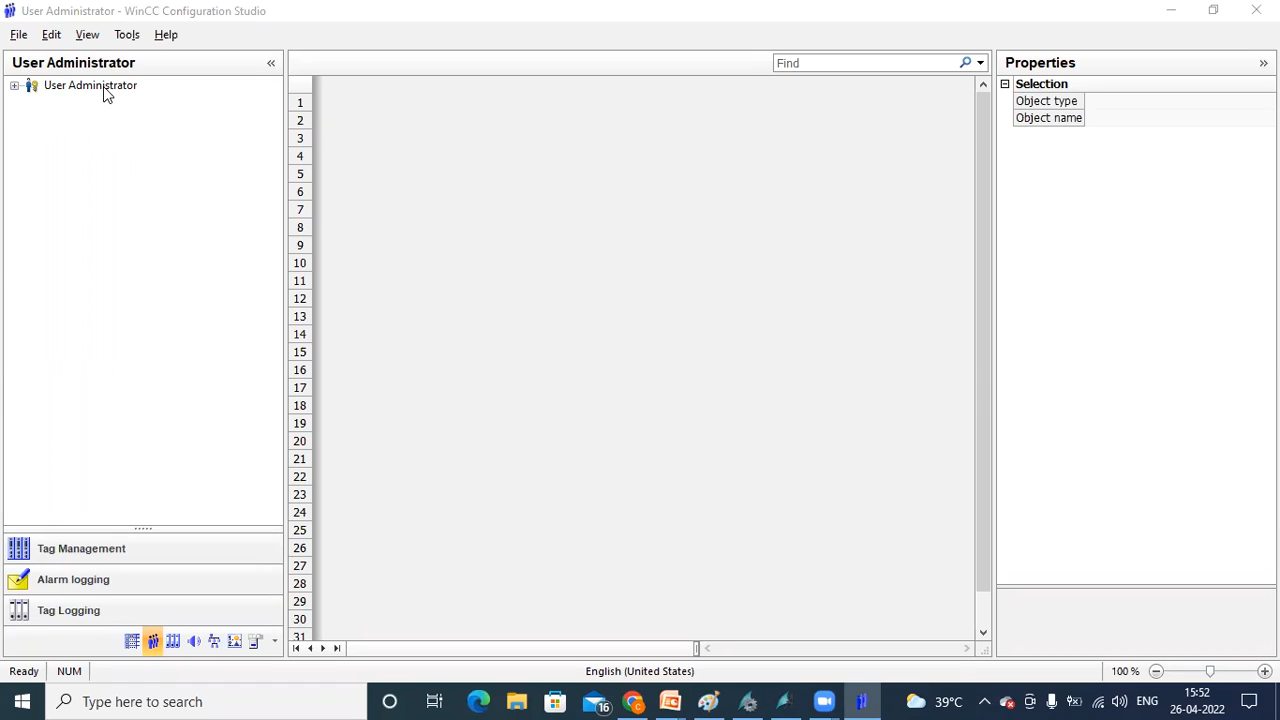 User Administrator - WinCC Configuration Studio
File Edit View Tools Help
User Administrator «
Find
Properties »
User Administrator
Selection
Object type
Object name
1
2
3
4
5
6
7
8
9
10
11
12
13
14
15
16
17
18
19
20
21
22
23
24
25
26
27
28
29
30
31
Tag Management
Alarm logging
Tag Logging
Ready NUM English (United States) 100 %
Type here to search
16
39°C
ENG
15:52
26-04-2022